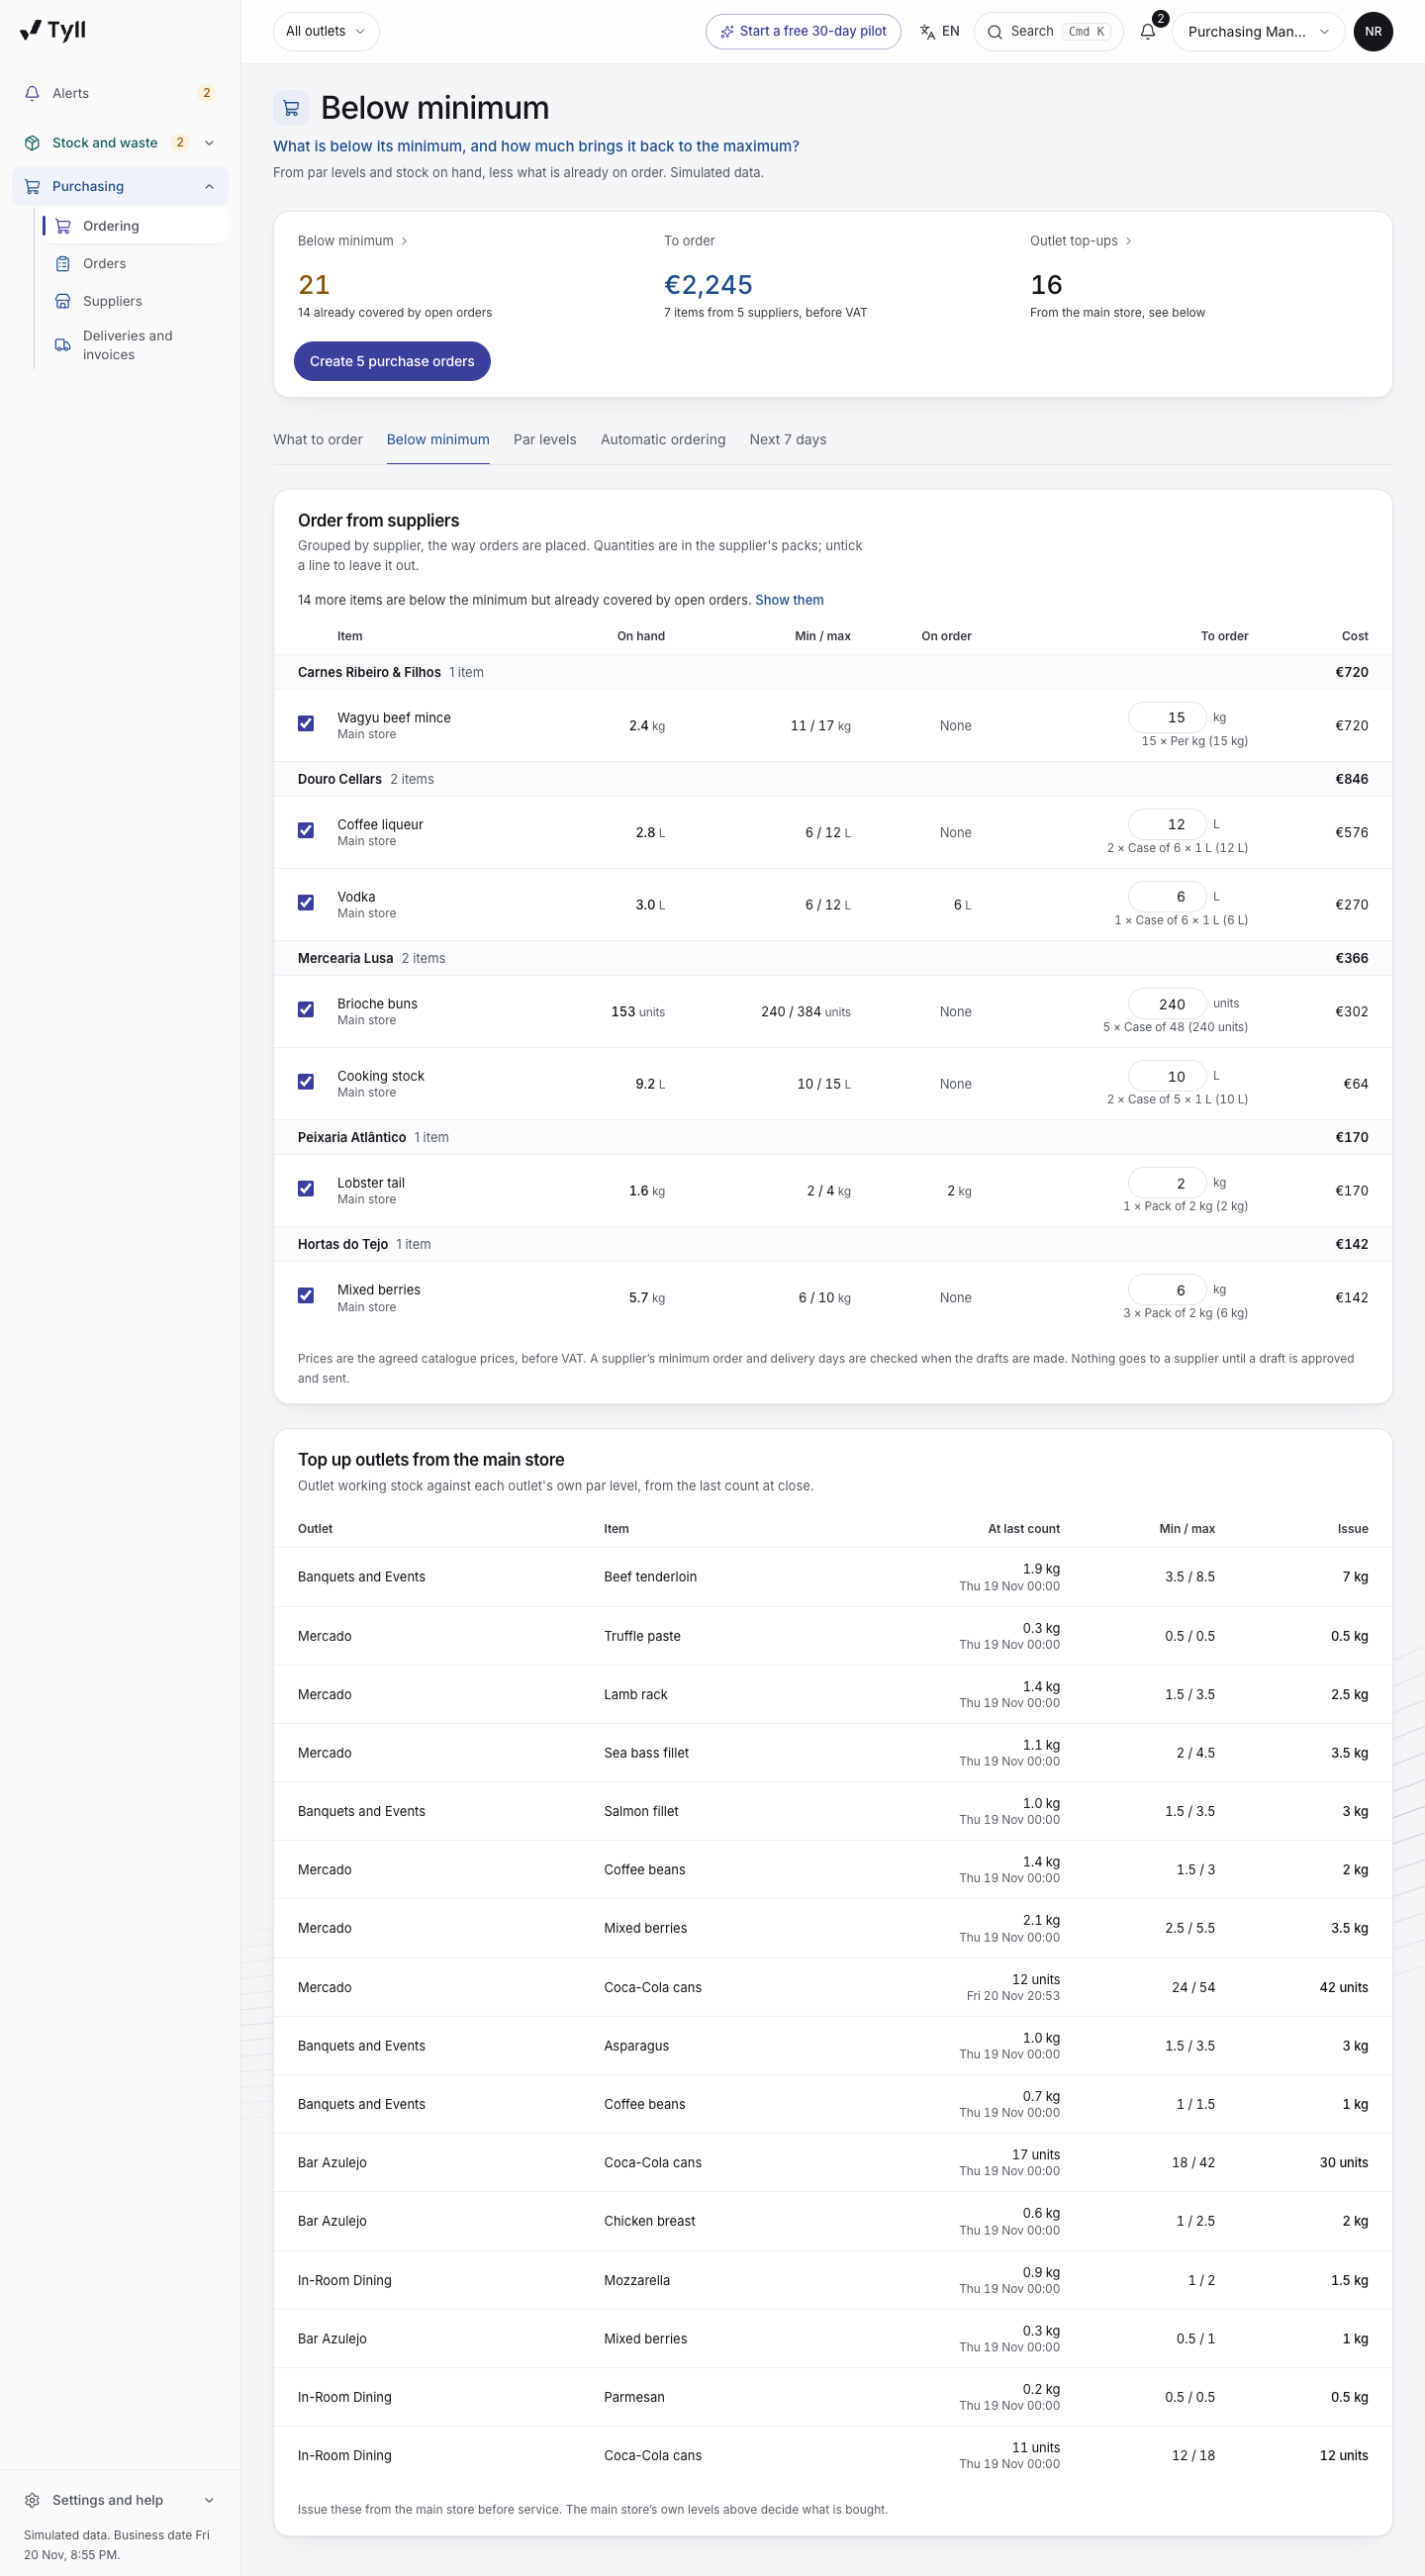 Tyll
All outlets
Start a free 30-day pilot
EN
Search Cmd K
2
Purchasing Man...
NR
Alerts 2
Stock and waste 2
Purchasing
Ordering
Orders
Suppliers
Deliveries and
invoices
Below minimum
What is below its minimum, and how much brings it back to the maximum?
From par levels and stock on hand, less what is already on order. Simulated data.
Below minimum To order Outlet top-ups
21 €2,245 16
14 already covered by open orders 7 items from 5 suppliers, before VAT From the main store, see below
Create 5 purchase orders
What to order Below minimum Par levels Automatic ordering Next 7 days
Order from suppliers
Grouped by supplier, the way orders are placed. Quantities are in the supplier's packs; untick
a line to leave it out.
14 more items are below the minimum but already covered by open orders. Show them
Item On hand Min / max On order To order Cost
Carnes Ribeiro & Filhos 1 item €720
Wagyu beef mince 2.4 kg 11 / 17 kg None 15 kg €720
Main store 15 × Per kg (15 kg)
Douro Cellars 2 items €846
Coffee liqueur 2.8 L 6 / 12 L None 12 L €576
Main store 2 × Case of 6 × 1 L (12 L)
Vodka 3.0 L 6 / 12 L 6 L 6 L €270
Main store 1 × Case of 6 × 1 L (6 L)
Mercearia Lusa 2 items €366
Brioche buns 153 units 240 / 384 units None 240 units €302
Main store 5 × Case of 48 (240 units)
Cooking stock 9.2 L 10 / 15 L None 10 L €64
Main store 2 × Case of 5 × 1 L (10 L)
Peixaria Atlântico 1 item €170
Lobster tail 1.6 kg 2 / 4 kg 2 kg 2 kg €170
Main store 1 × Pack of 2 kg (2 kg)
Hortas do Tejo 1 item €142
Mixed berries 5.7 kg 6 / 10 kg None 6 kg €142
Main store 3 × Pack of 2 kg (6 kg)
Prices are the agreed catalogue prices, before VAT. A supplier's minimum order and delivery days are checked when the drafts are made. Nothing goes to a supplier until a draft is approved
and sent.
Top up outlets from the main store
Outlet working stock against each outlet's own par level, from the last count at close.
Outlet Item At last count Min / max Issue
Banquets and Events Beef tenderloin 1.9 kg 3.5 / 8.5 7 kg
Thu 19 Nov 00:00
Mercado Truffle paste 0.3 kg 0.5 / 0.5 0.5 kg
Thu 19 Nov 00:00
Mercado Lamb rack 1.4 kg 1.5 / 3.5 2.5 kg
Thu 19 Nov 00:00
Mercado Sea bass fillet 1.1 kg 2 / 4.5 3.5 kg
Thu 19 Nov 00:00
Banquets and Events Salmon fillet 1.0 kg 1.5 / 3.5 3 kg
Thu 19 Nov 00:00
Mercado Coffee beans 1.4 kg 1.5 / 3 2 kg
Thu 19 Nov 00:00
Mercado Mixed berries 2.1 kg 2.5 / 5.5 3.5 kg
Thu 19 Nov 00:00
Mercado Coca-Cola cans 12 units 24 / 54 42 units
Fri 20 Nov 20:53
Banquets and Events Asparagus 1.0 kg 1.5 / 3.5 3 kg
Thu 19 Nov 00:00
Banquets and Events Coffee beans 0.7 kg 1 / 1.5 1 kg
Thu 19 Nov 00:00
Bar Azulejo Coca-Cola cans 17 units 18 / 42 30 units
Thu 19 Nov 00:00
Bar Azulejo Chicken breast 0.6 kg 1 / 2.5 2 kg
Thu 19 Nov 00:00
In-Room Dining Mozzarella 0.9 kg 1 / 2 1.5 kg
Thu 19 Nov 00:00
Bar Azulejo Mixed berries 0.3 kg 0.5 / 1 1 kg
Thu 19 Nov 00:00
In-Room Dining Parmesan 0.2 kg 0.5 / 0.5 0.5 kg
Thu 19 Nov 00:00
In-Room Dining Coca-Cola cans 11 units 12 / 18 12 units
Thu 19 Nov 00:00
Issue these from the main store before service. The main store's own levels above decide what is bought.
Settings and help
Simulated data. Business date Fri
20 Nov, 8:55 PM.